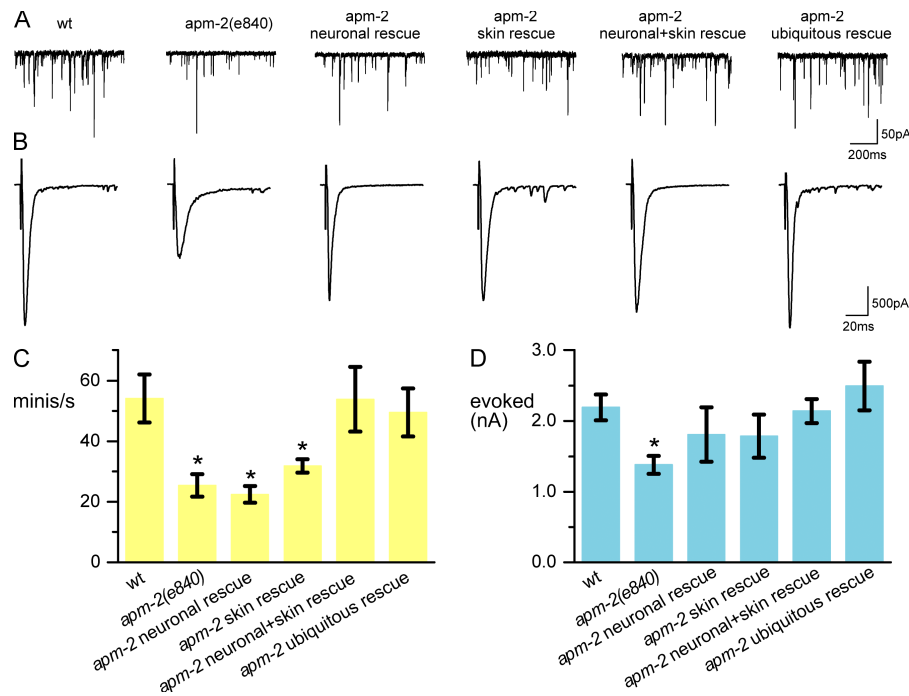 A
wt
apm-2(e840)
apm-2
neuronal rescue
apm-2
skin rescue
apm-2
neuronal+skin rescue
apm-2
ubiquitous rescue
50pA
200ms
B
500pA
20ms
C
minis/s
60
40
20
0
*
*
*
wt
apm-2(e840)
apm-2 neuronal rescue
apm-2 skin rescue
apm-2 neuronal+skin rescue
apm-2 ubiquitous rescue
D
evoked
(nA)
3.0
2.0
1.0
0.0
*
wt
apm-2(e840)
apm-2 neuronal rescue
apm-2 skin rescue
apm-2 neuronal+skin rescue
apm-2 ubiquitous rescue